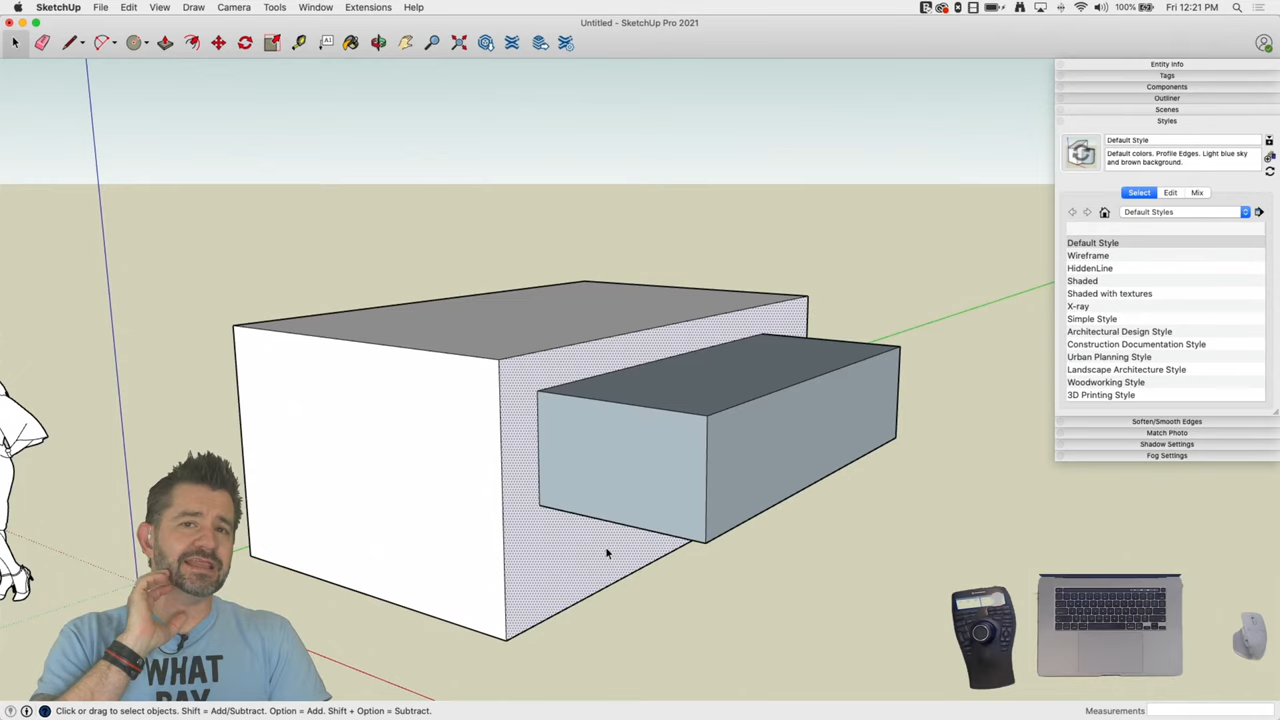 SketchUp File Edit View Draw Camera Tools Window Extensions Help
100% Fri 12:21 PM
Untitled - SketchUp Pro 2021
Entity Info
Tags
Components
Outliner
Scenes
Styles
Default Style
Default colors. Profile Edges. Light blue sky
and brown background.
Select Edit Mix
Default Styles
Default Style
Wireframe
HiddenLine
Shaded
Shaded with textures
X-ray
Simple Style
Architectural Design Style
Construction Documentation Style
Urban Planning Style
Landscape Architecture Style
Woodworking Style
3D Printing Style
Soften/Smooth Edges
Match Photo
Shadow Settings
Fog Settings
WHAT
DAY
Click or drag to select objects. Shift = Add/Subtract. Option = Add. Shift + Option = Subtract.
Measurements